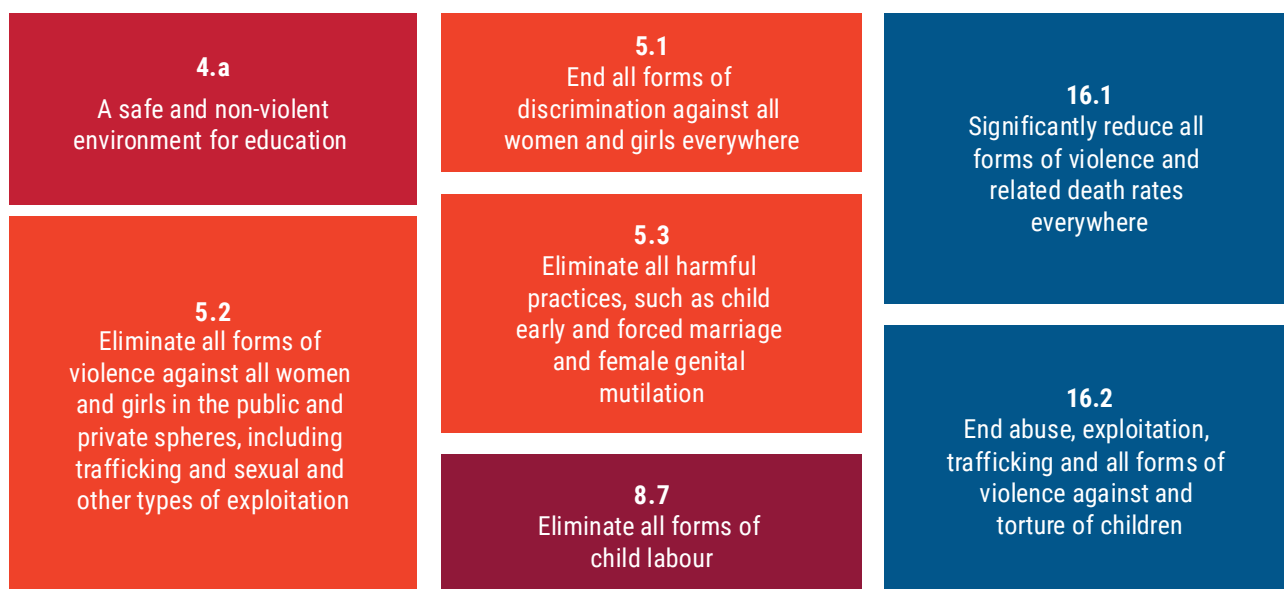 4.a
A safe and non-violent
environment for education
5.2
Eliminate all forms of
violence against all women
and girls in the public and
private spheres, including
trafficking and sexual and
other types of exploitation
5.1
End all forms of
discrimination against all
women and girls everywhere
5.3
Eliminate all harmful
practices, such as child
early and forced marriage
and female genital
mutilation
8.7
Eliminate all forms of
child labour
16.1
Significantly reduce all
forms of violence and
related death rates
everywhere
16.2
End abuse, exploitation,
trafficking and all forms of
violence against and
torture of children